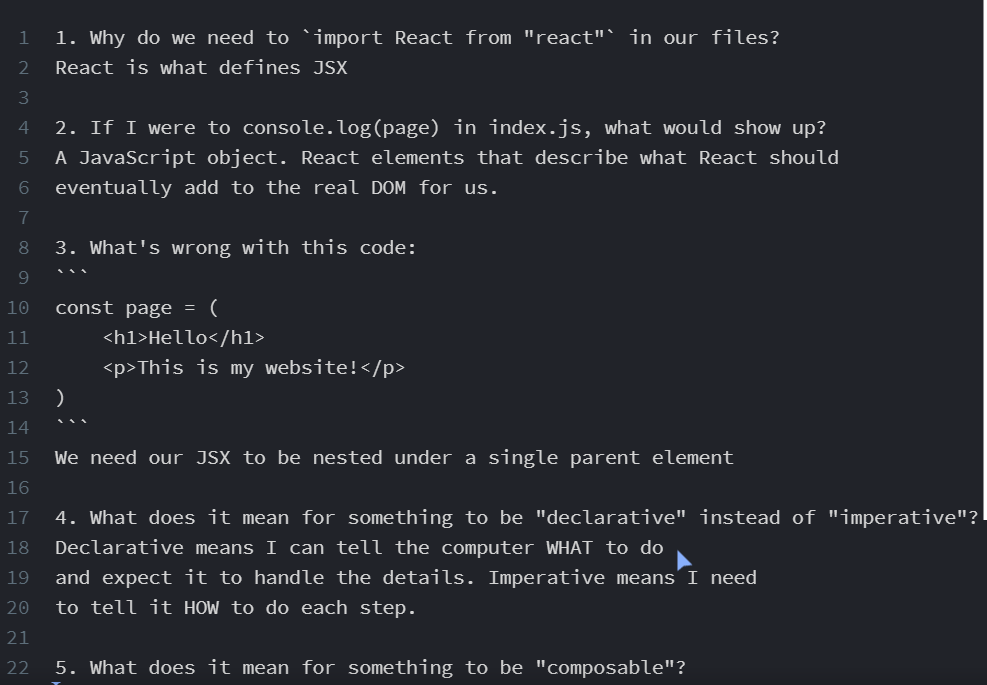 1 1. Why do we need to `import React from "react"` in our files?
2 React is what defines JSX
3
4 2. If I were to console.log(page) in index.js, what would show up?
5 A JavaScript object. React elements that describe what React should
6 eventually add to the real DOM for us.
7
8 3. What's wrong with this code:
9 ```
10 const page = (
11     <h1>Hello</h1>
12     <p>This is my website!</p>
13 )
14 ```
15 We need our JSX to be nested under a single parent element
16
17 4. What does it mean for something to be "declarative" instead of "imperative"?
18 Declarative means I can tell the computer WHAT to do
19 and expect it to handle the details. Imperative means I need
20 to tell it HOW to do each step.
21
22 5. What does it mean for something to be "composable"?